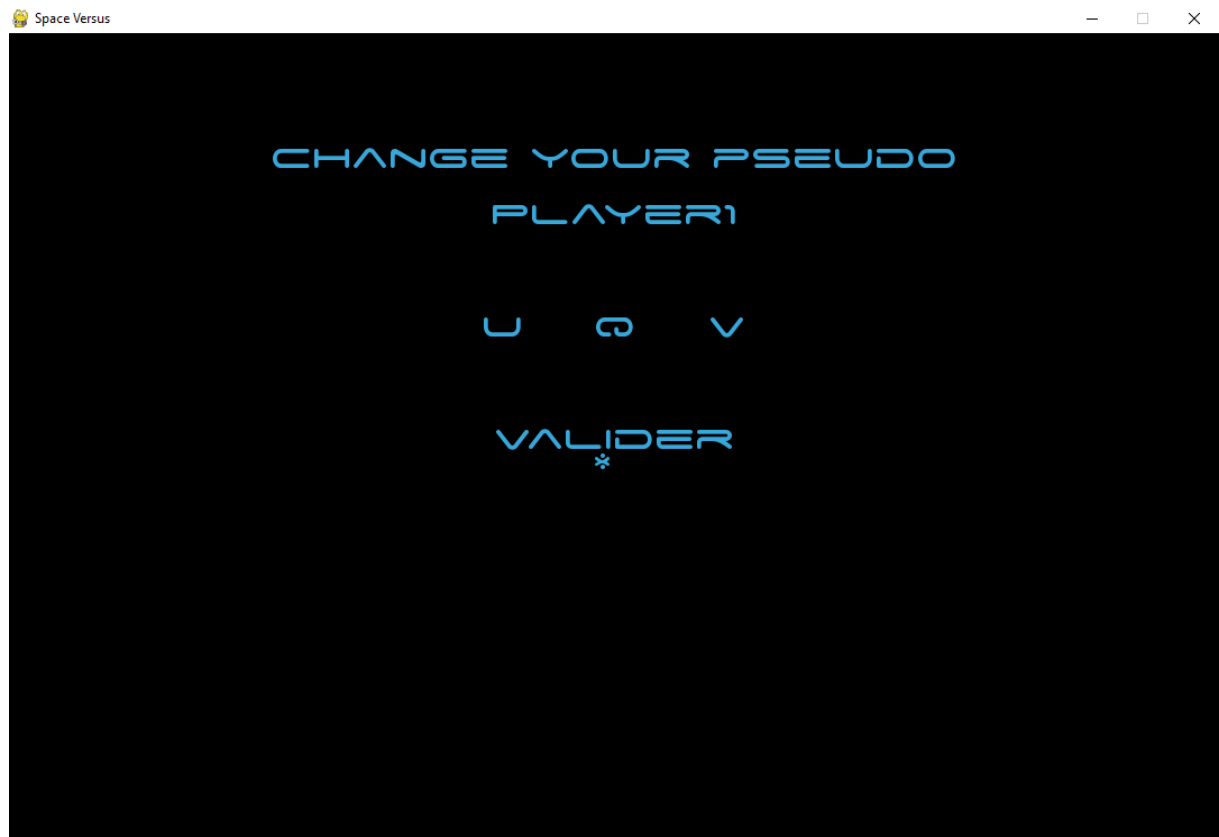 Space Versus
CHANGE YOUR PSEUDO
PLAYER1
U @ V
VALIDER
*